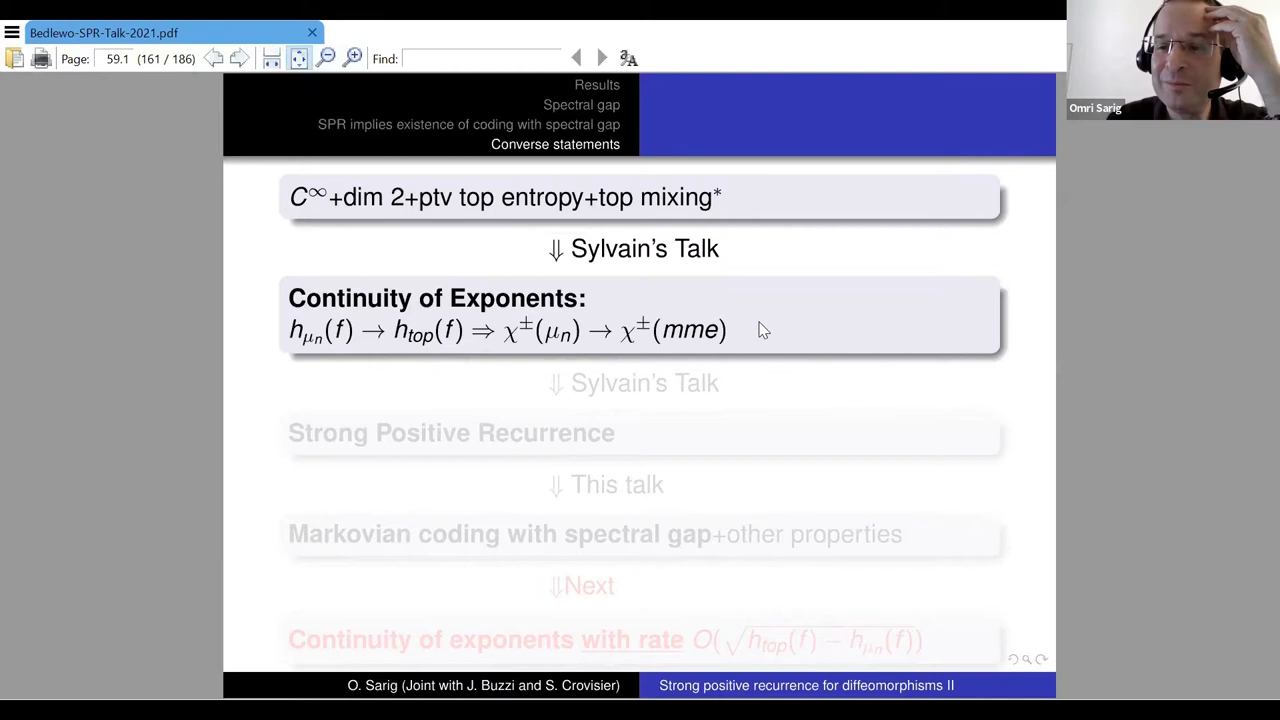 Bedlewo-SPR-Talk-2021.pdf
Page: 59.1 (161 / 186) Find:
Omri Sarig
Results
Spectral gap
SPR implies existence of coding with spectral gap
Converse statements
C^∞+dim 2+ptv top entropy+top mixing*
⇓ Sylvain's Talk
Continuity of Exponents:
h_{μ_n}(f) → h_{top}(f) ⇒ χ^±(μ_n) → χ^±(mme)
⇓ Sylvain's Talk
Strong Positive Recurrence
⇓ This talk
Markovian coding with spectral gap+other properties
⇓Next
Continuity of exponents with rate O(√(h_{top}(f) − h_{μ_n}(f)))
O. Sarig (Joint with J. Buzzi and S. Crovisier) Strong positive recurrence for diffeomorphisms II